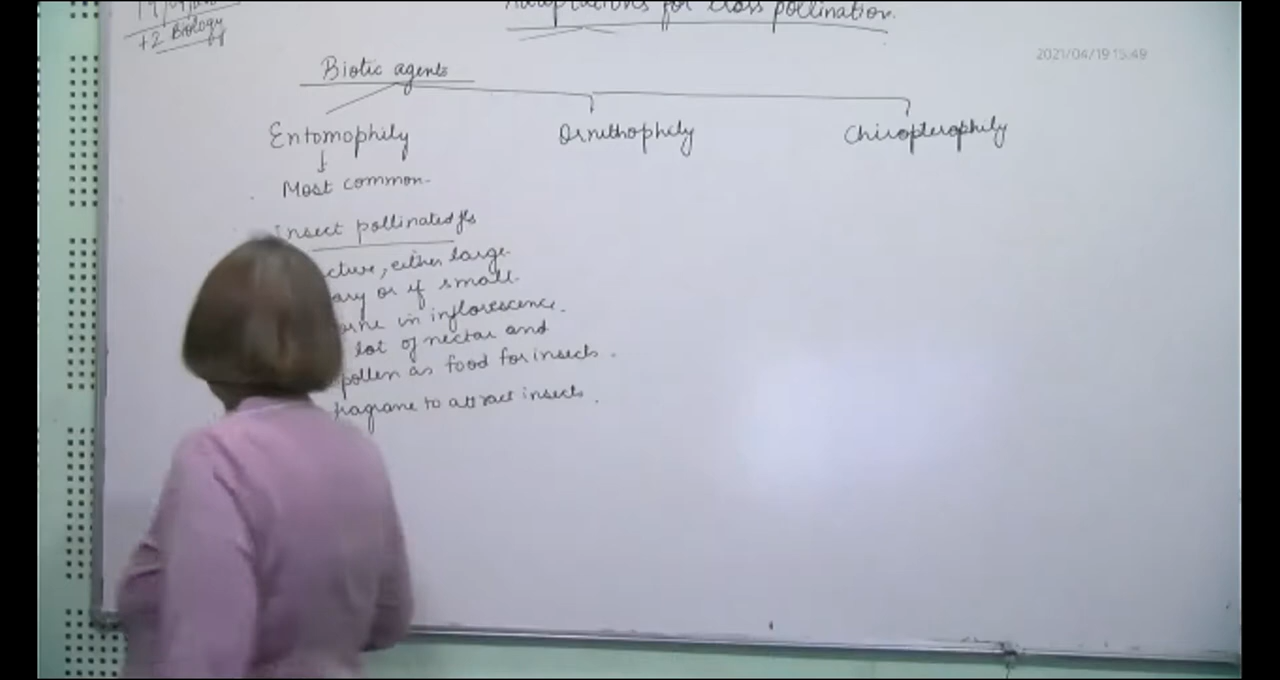 +2 Biology
Adaptations for cross pollination.
2021/04/19 15:49
Biotic agents
Entomophily Ornithophily Chiropterophily
Most common.
Insect pollinated fls
either large
or if small
in inflorescence.
lot of nectar and
pollen as food for insects.
fragrane to attract insects.